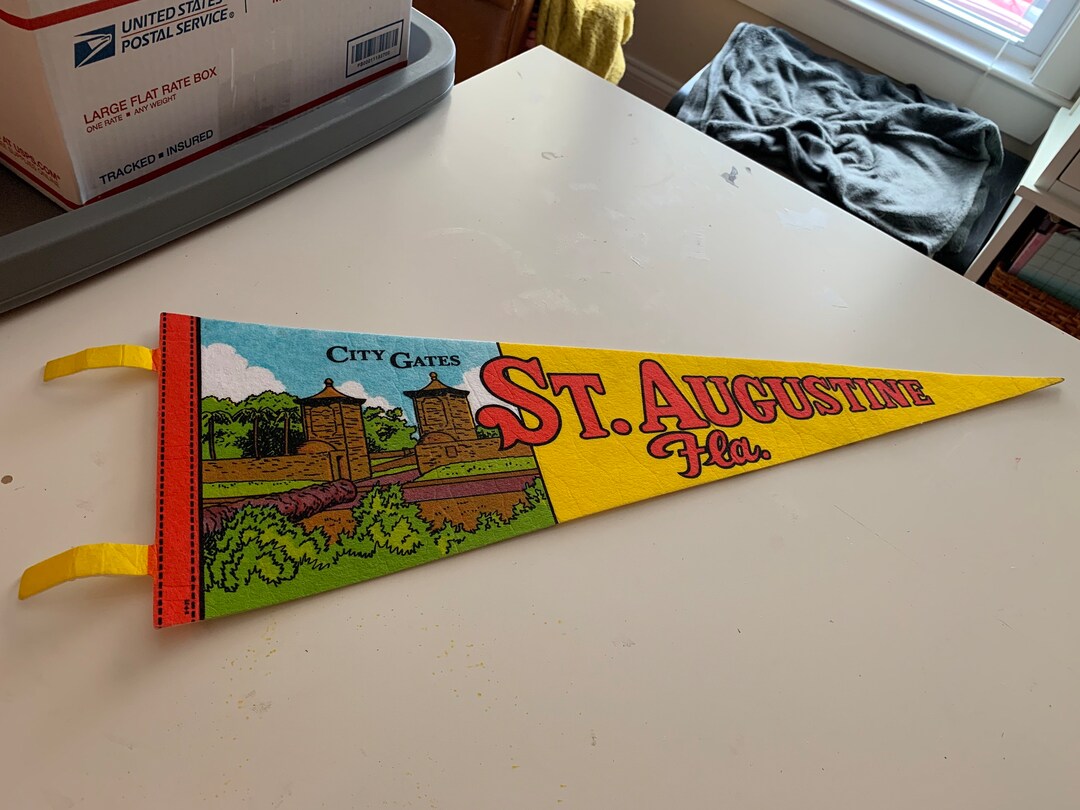 UNITED STATES
POSTAL SERVICE®
LARGE FLAT RATE BOX
ONE RATE ■ ANY WEIGHT
TRACKED ■ INSURED
CITY GATES
ST. AUGUSTINE
Fla.